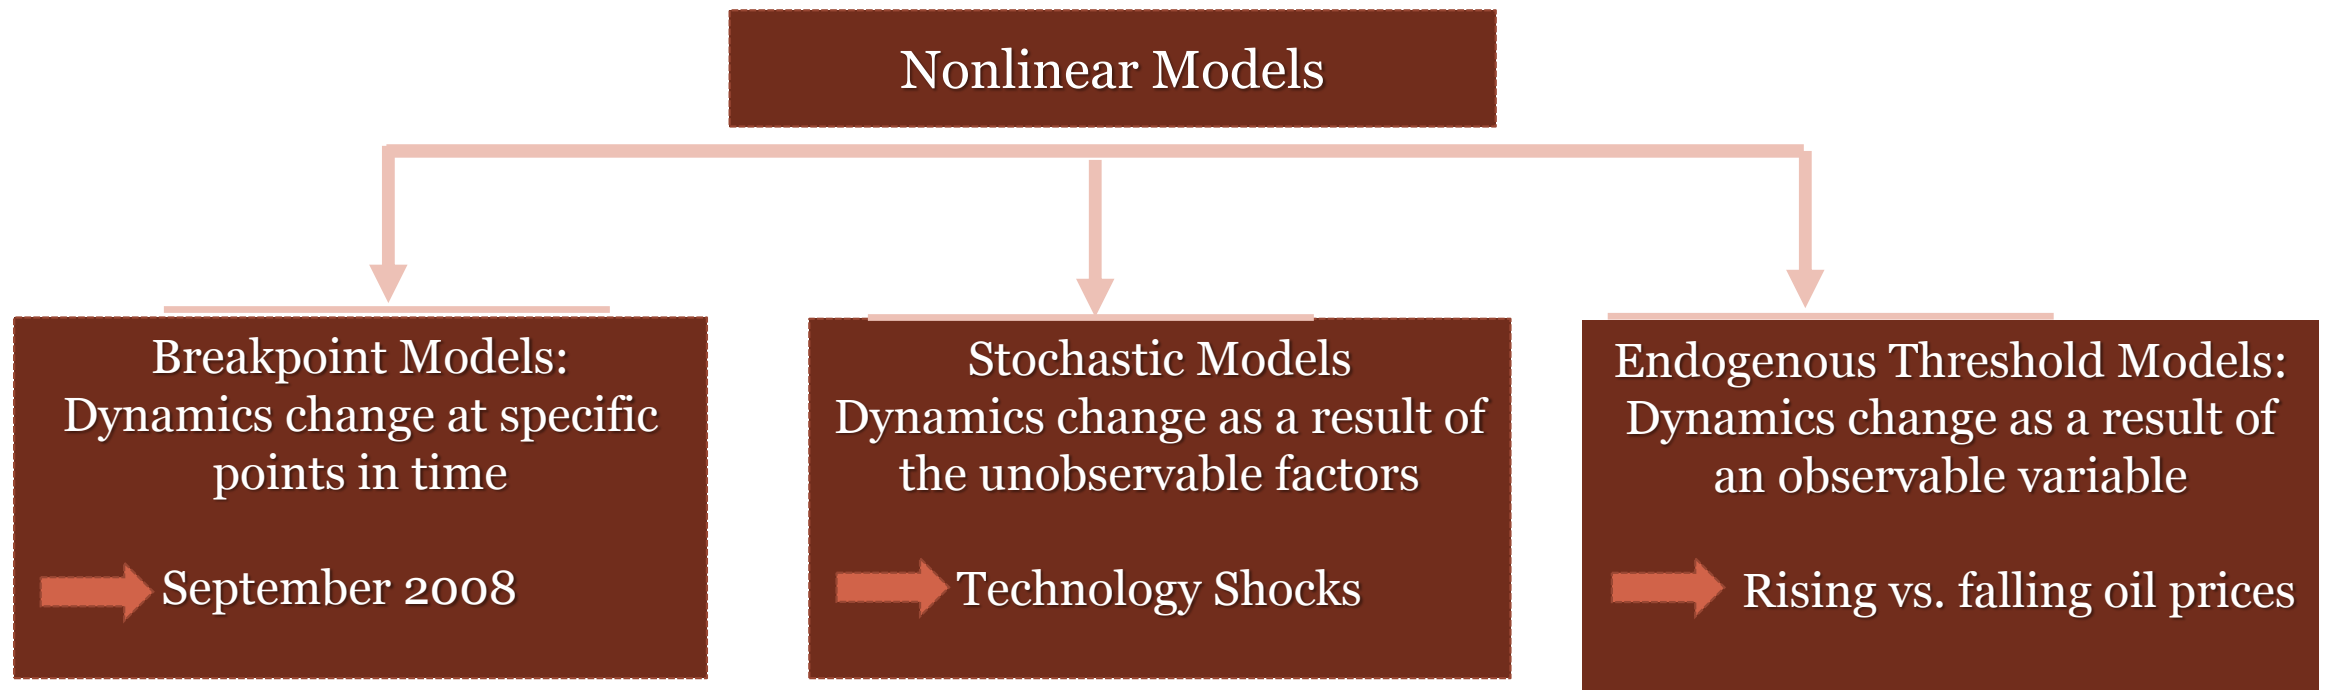 Nonlinear Models
Breakpoint Models:
Dynamics change at specific
points in time
September 2008
Stochastic Models
Dynamics change as a result of
the unobservable factors
Technology Shocks
Endogenous Threshold Models:
Dynamics change as a result of
an observable variable
Rising vs. falling oil prices